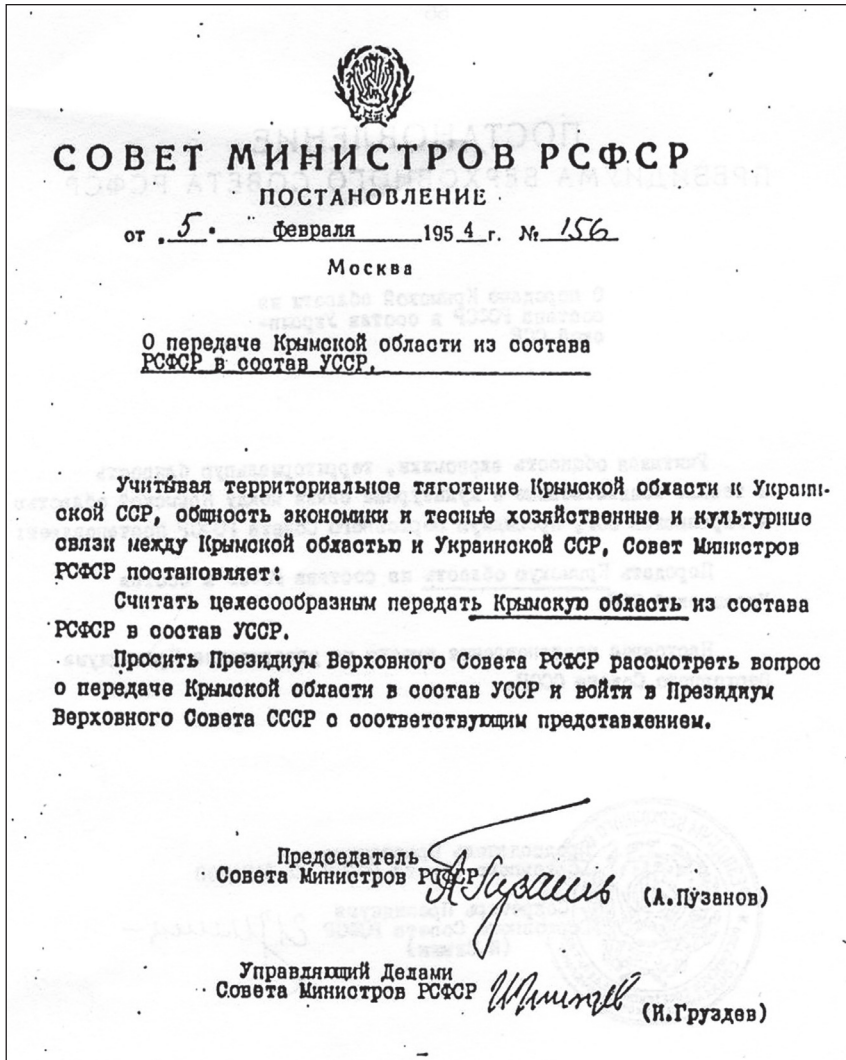 СОВЕТ МИНИСТРОВ РСФСР
ПОСТАНОВЛЕНИЕ
от „5." февраля 1954 г. № 156
Москва
О передаче Крымской области из состава
РСФСР в состав УССР.
Учитывая территориальное тяготение Крымской области к Украин-
ской ССР, общность экономики и тесные хозяйственные и культурные
связи между Крымской областью и Украинской ССР, Совет Министров
РСФСР постановляет:
Считать целесообразным передать Крымскую область из состава
РСФСР в состав УССР.
Просить Президиум Верховного Совета РСФСР рассмотреть вопрос
о передаче Крымской области в состав УССР и войти в Президиум
Верховного Совета СССР с соответствующим представлением.
Председатель
Совета Министров РСФСР
А Пузанов
(А.Пузанов)
Управляющий Делами
Совета Министров РСФСР
(И.Груздев)